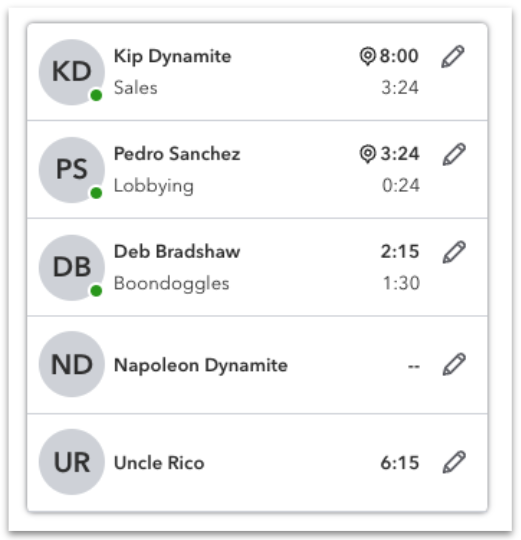 KD
Kip Dynamite 8:00
Sales 3:24
PS
Pedro Sanchez 3:24
Lobbying 0:24
DB
Deb Bradshaw 2:15
Boondoggles 1:30
ND
Napoleon Dynamite --
UR
Uncle Rico 6:15